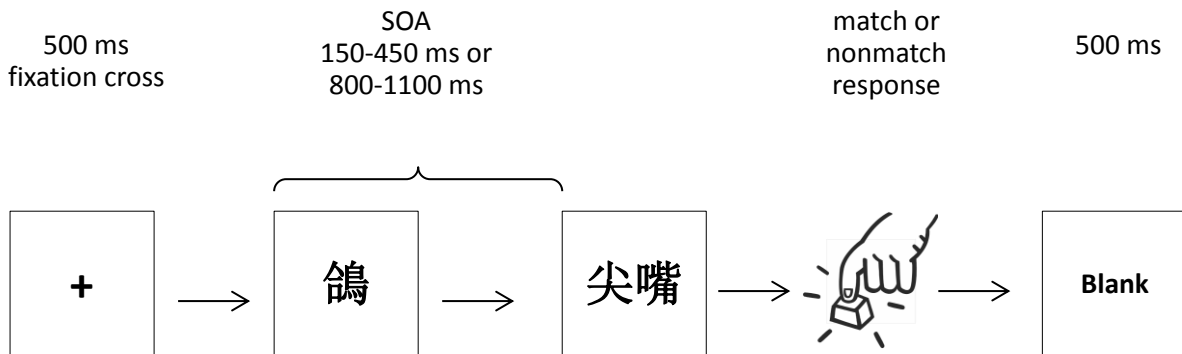 500 ms
fixation cross
SOA
150-450 ms or
800-1100 ms
match or
nonmatch
response
500 ms
+
鴿
尖嘴
Blank